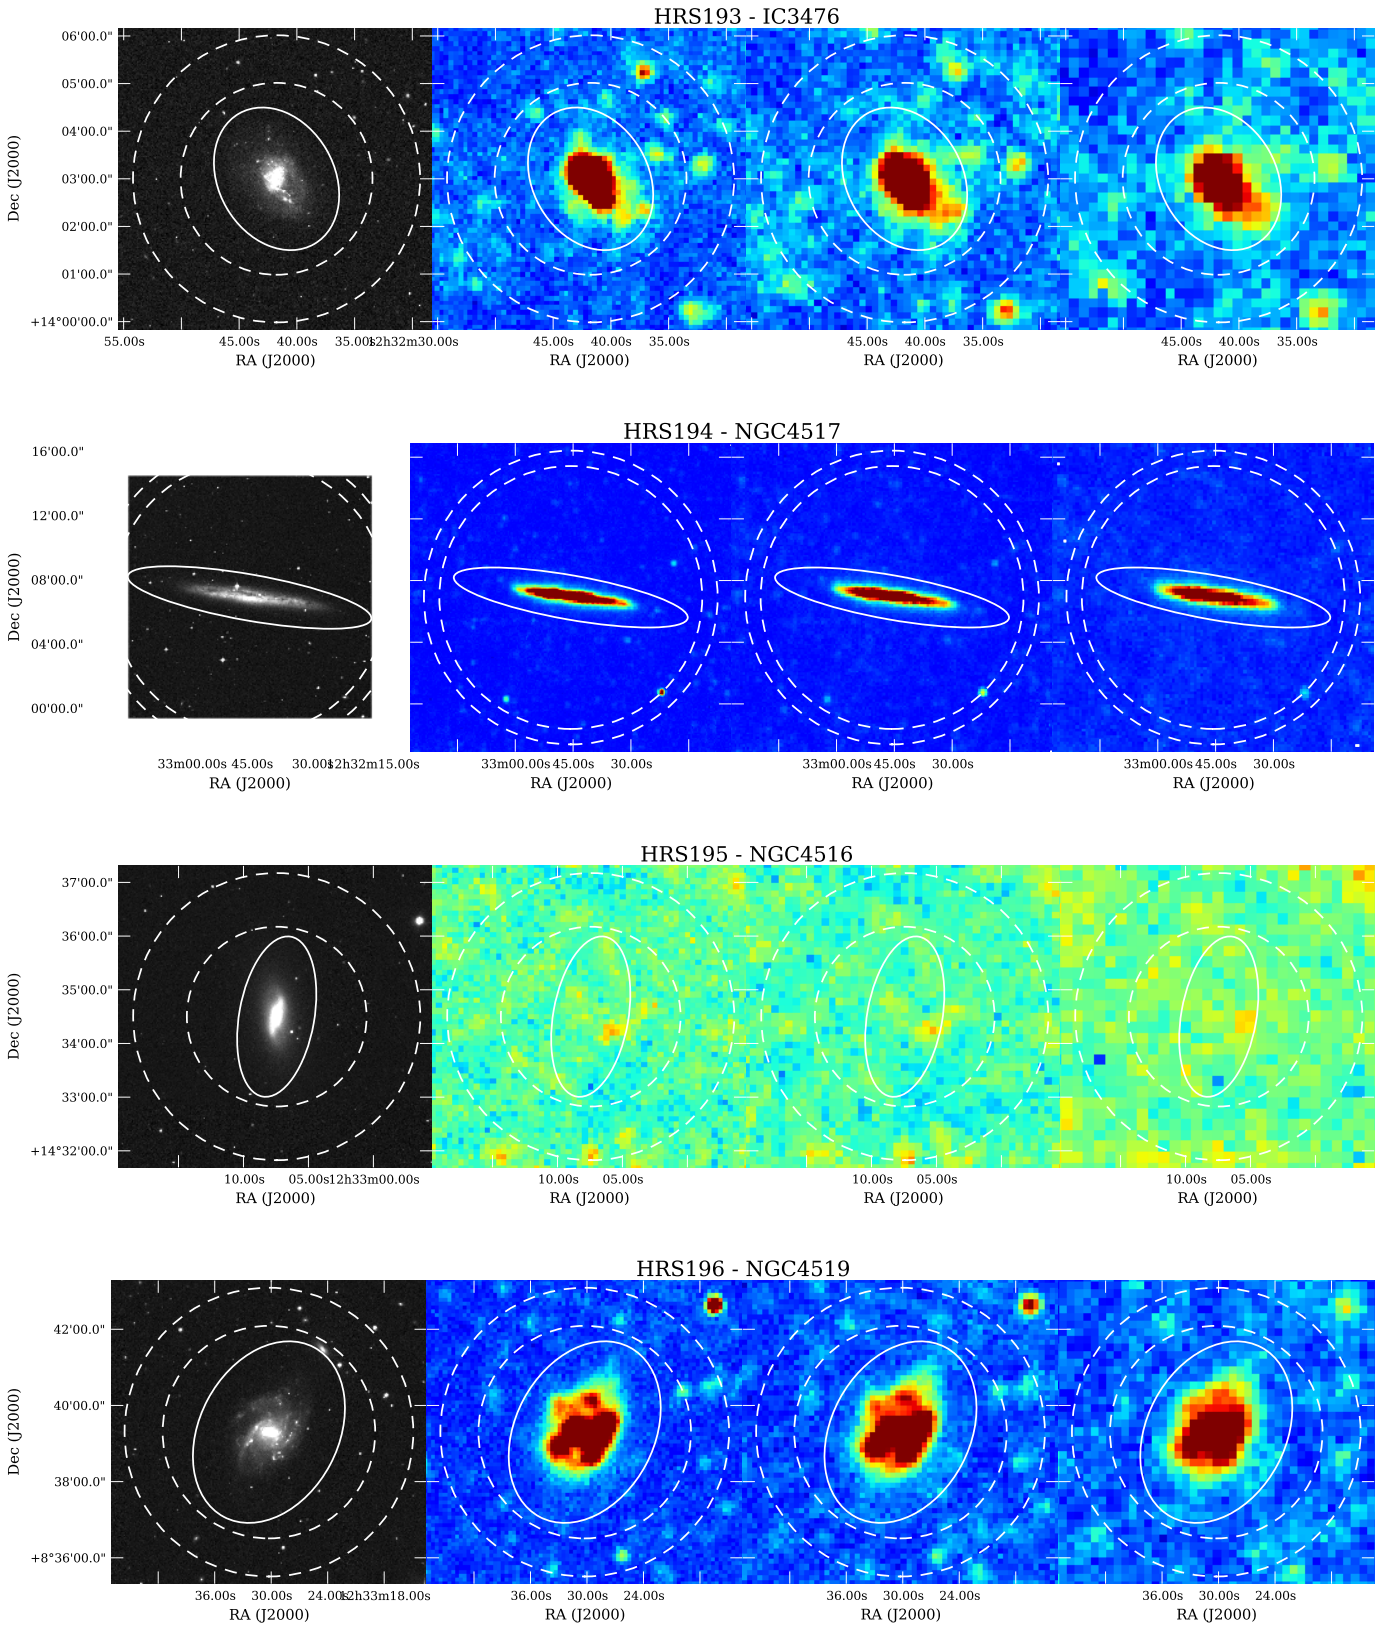 HRS193 - IC3476
06'00.0"
05'00.0"
04'00.0"
03'00.0"
02'00.0"
01'00.0"
+14°00'00.0"
Dec (J2000)
55.00s 45.00s 40.00s 35.00s 12h32m30.00s 45.00s 40.00s 35.00s 45.00s 40.00s 35.00s 45.00s 40.00s 35.00s
RA (J2000) RA (J2000) RA (J2000) RA (J2000)
HRS194 - NGC4517
16'00.0"
12'00.0"
08'00.0"
04'00.0"
00'00.0"
Dec (J2000)
33m00.00s 45.00s 30.00s 12h32m15.00s 33m00.00s 45.00s 30.00s 33m00.00s 45.00s 30.00s 33m00.00s 45.00s 30.00s
RA (J2000) RA (J2000) RA (J2000) RA (J2000)
HRS195 - NGC4516
37'00.0"
36'00.0"
35'00.0"
34'00.0"
33'00.0"
+14°32'00.0"
Dec (J2000)
10.00s 05.00s 12h33m00.00s 10.00s 05.00s 10.00s 05.00s 10.00s 05.00s
RA (J2000) RA (J2000) RA (J2000) RA (J2000)
HRS196 - NGC4519
42'00.0"
40'00.0"
38'00.0"
+8°36'00.0"
Dec (J2000)
36.00s 30.00s 24.00s 12h33m18.00s 36.00s 30.00s 24.00s 36.00s 30.00s 24.00s 36.00s 30.00s 24.00s
RA (J2000) RA (J2000) RA (J2000) RA (J2000)